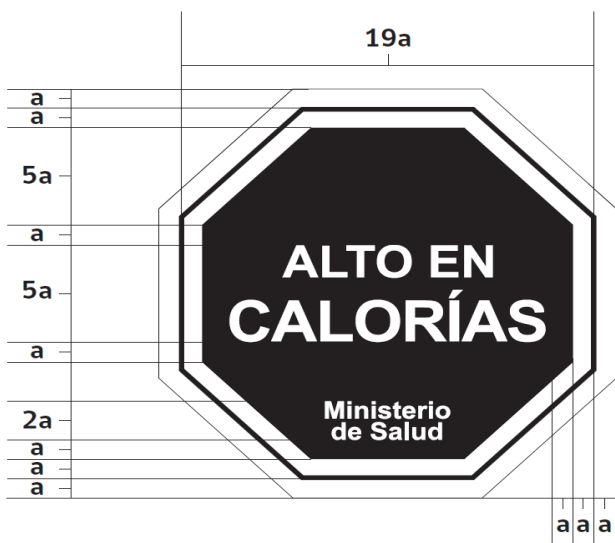 19a
a
a
5a
a
5a
a
2a
a
a
a
ALTO EN
CALORÍAS
Ministerio
de Salud
a a a